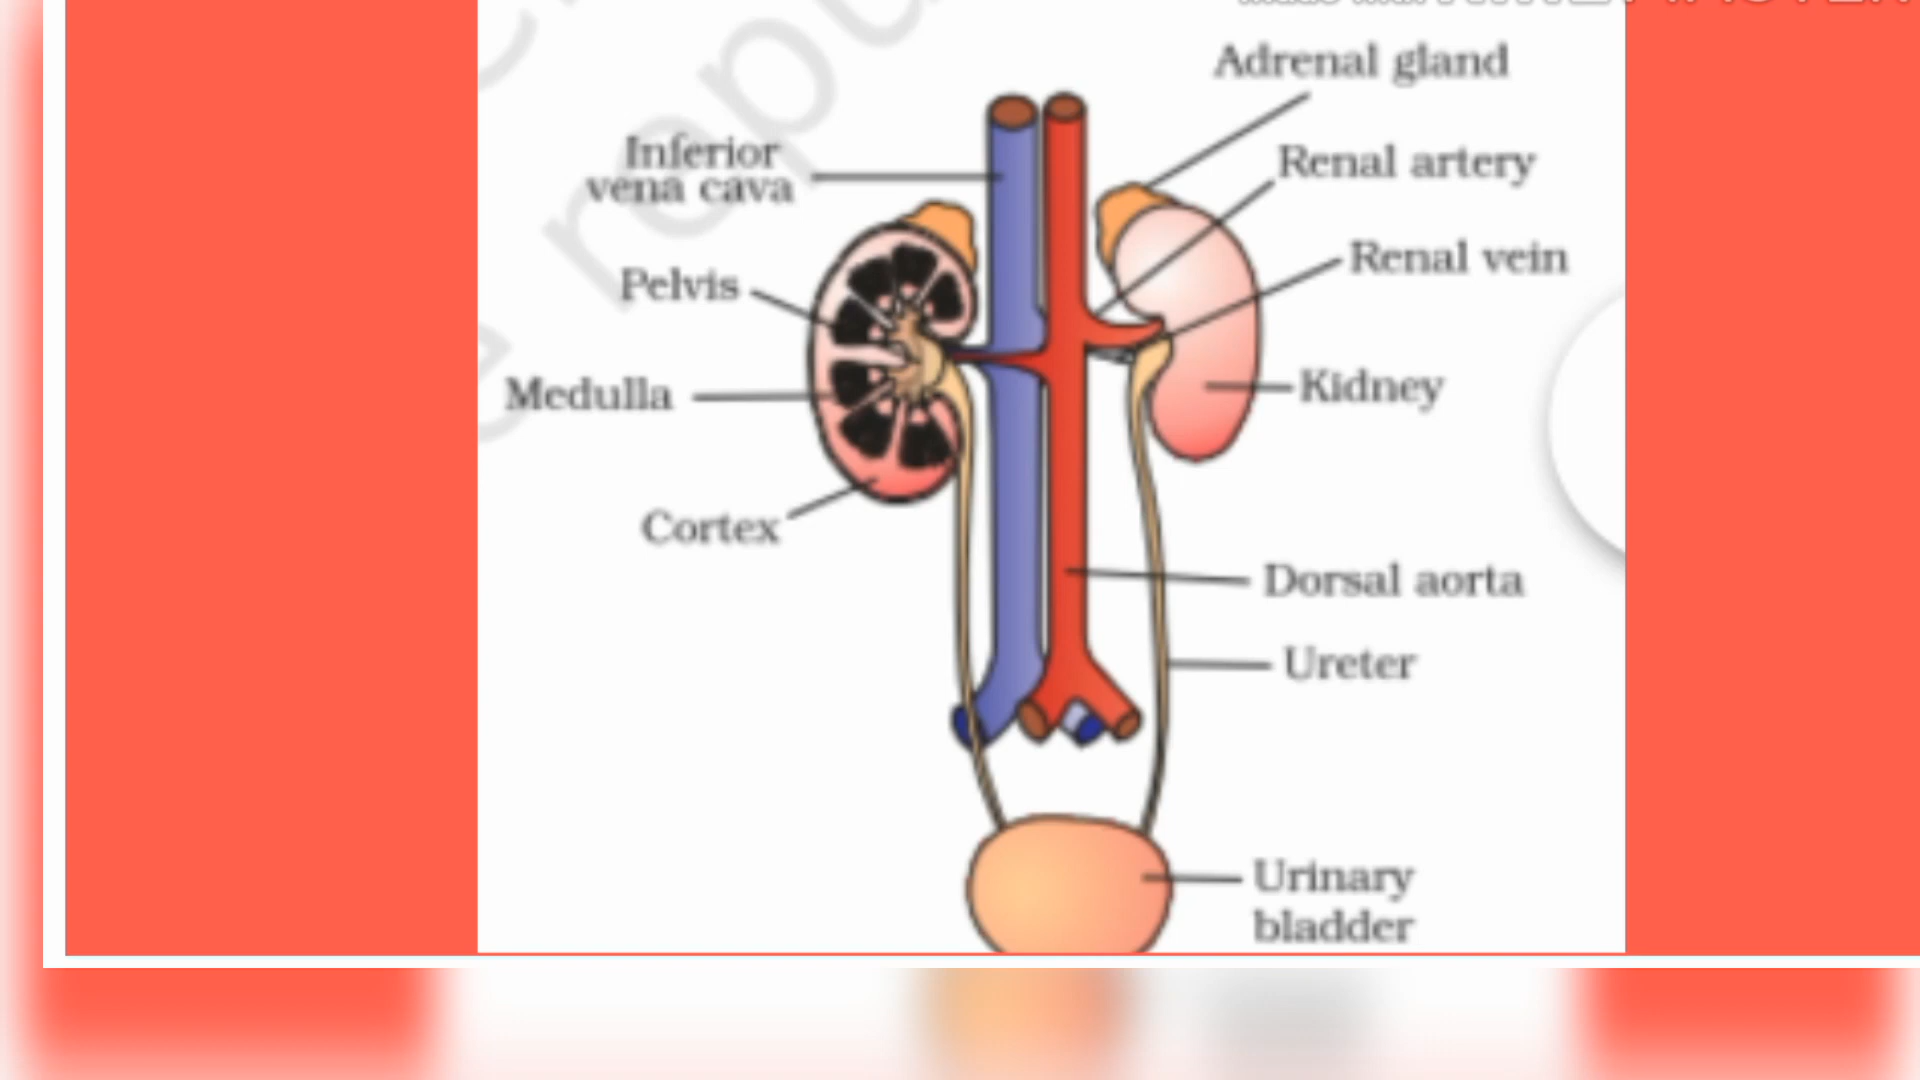 Adrenal gland
Inferior
vena cava
Renal artery
Renal vein
Pelvis
Medulla
Kidney
Cortex
Dorsal aorta
Ureter
Urinary
bladder